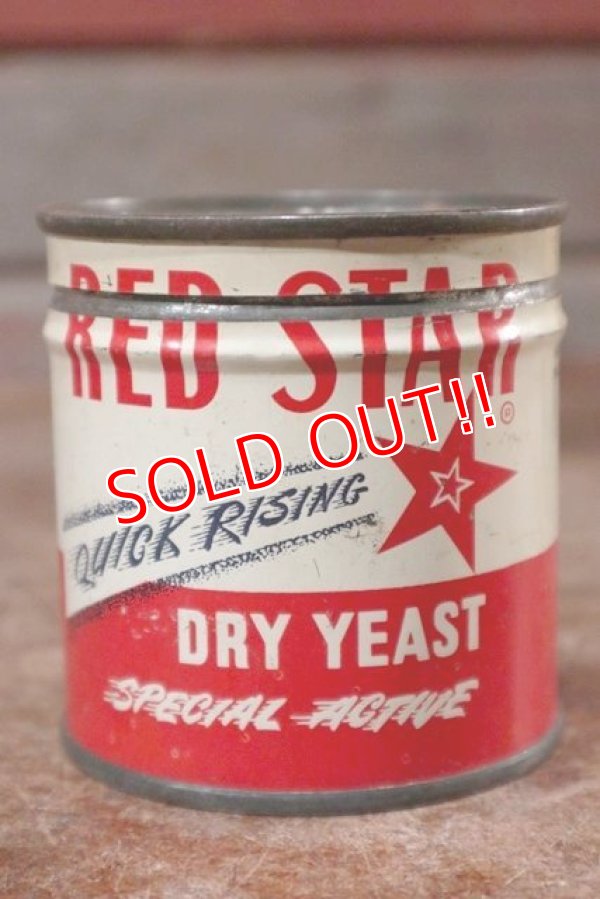 RED STAR
®
SOLD OUT!!
QUICK RISING
DRY YEAST
SPECIAL ACTIVE